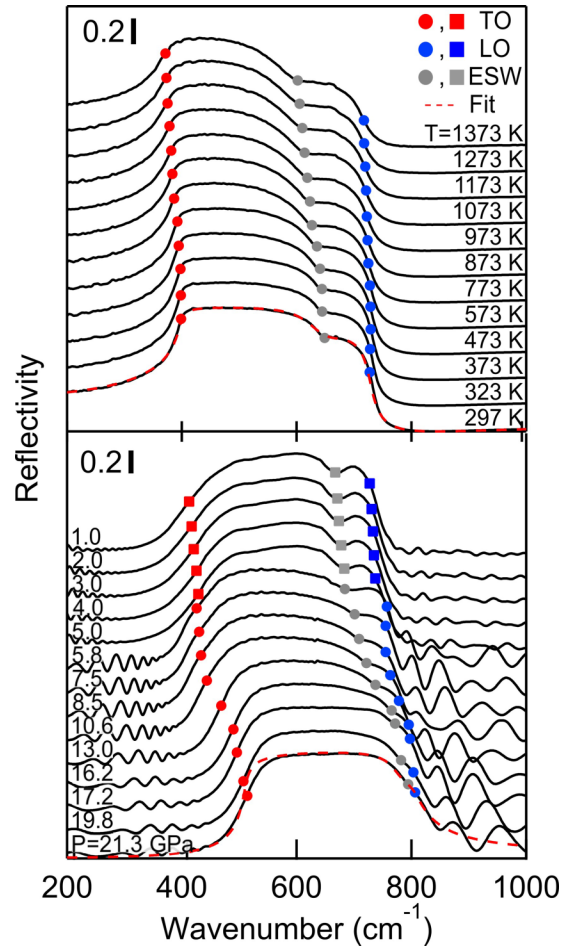 0.2
, TO
, LO
, ESW
Fit
T=1373 K
1273 K
1173 K
1073 K
973 K
873 K
773 K
573 K
473 K
373 K
323 K
297 K
Reflectivity
0.2
1.0
2.0
3.0
4.0
5.0
5.8
7.5
8.5
10.6
13.0
16.2
17.2
19.8
P=21.3 GPa
200 400 600 800 1000
Wavenumber (cm-1)